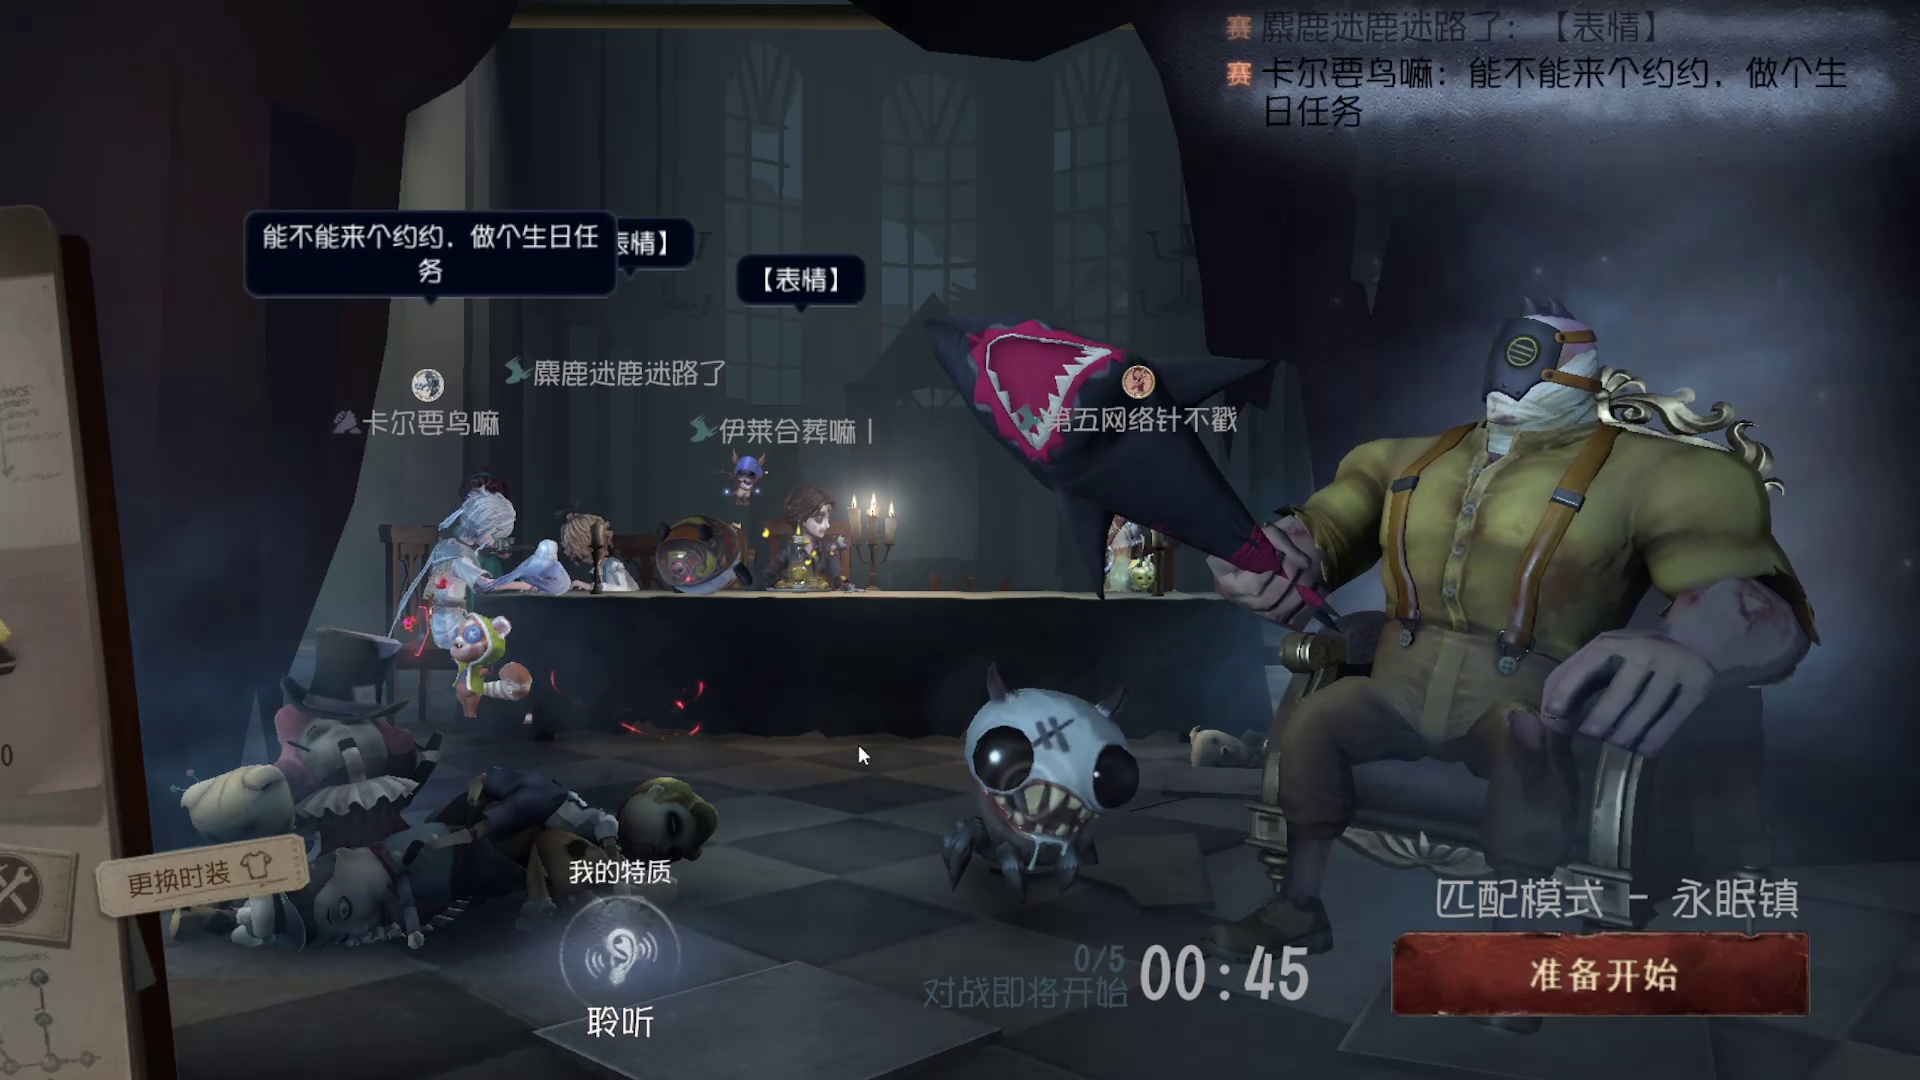 赛 麋鹿迷鹿迷路了：【表情】
赛 卡尔要鸟嘛：能不能来个约约，做个生
日任务
能不能来个约约，做个生日任
务
情】
【表情】
麋鹿迷鹿迷路了
卡尔要鸟嘛
伊莱合葬嘛丨
第五网络针不戳
0
更换时装
我的特质
聆听
0/5
对战即将开始
00:45
匹配模式 - 永眠镇
准备开始